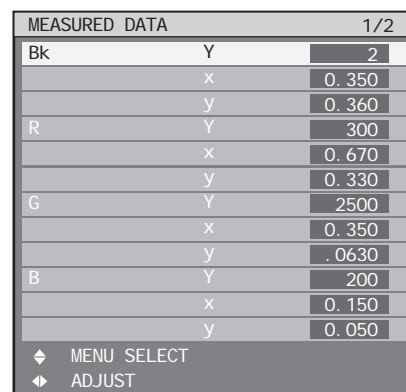 MEASURED DATA 1/2
Bk Y 2
x 0.350
y 0.360
R Y 300
x 0.670
y 0.330
G Y 2500
x 0.350
y .0630
B Y 200
x 0.150
y 0.050
MENU SELECT
ADJUST